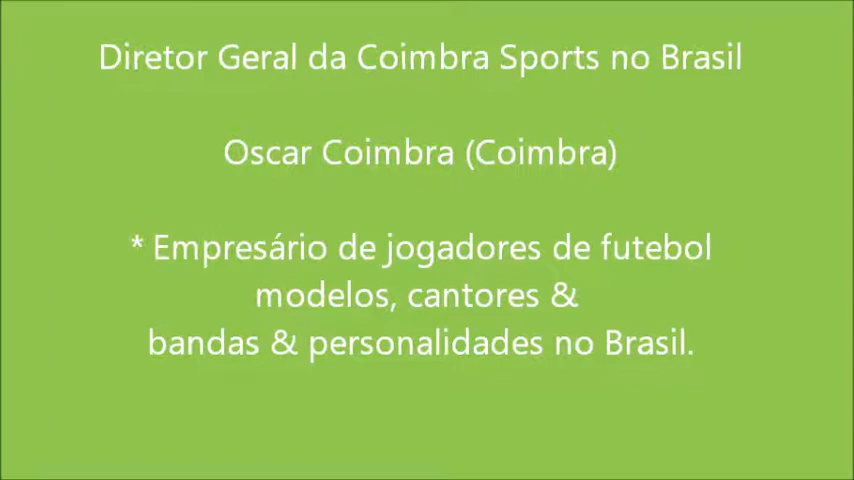 Diretor Geral da Coimbra Sports no Brasil
Oscar Coimbra (Coimbra)
* Empresário de jogadores de futebol
modelos, cantores &
bandas & personalidades no Brasil.